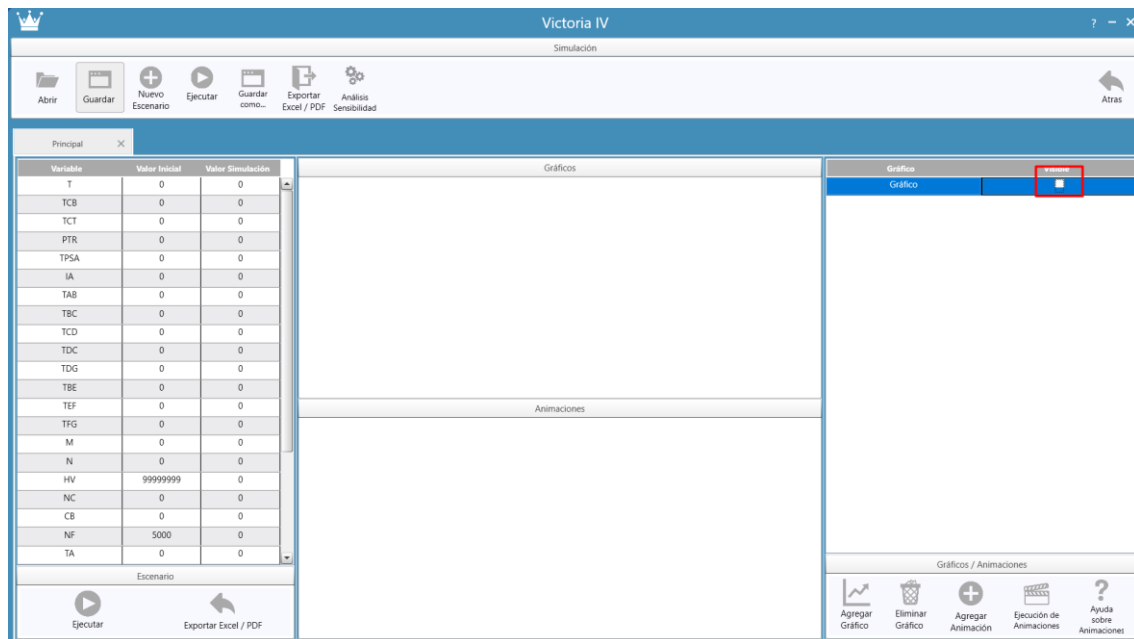 Victoria IV
? − ×
Simulación
Abrir
Guardar
Nuevo
Escenario
Ejecutar
Guardar
como...
Exportar
Excel / PDF
Análisis
Sensibilidad
Atras
Principal ×
Variable Valor Inicial Valor Simulación
T 0 0
TCB 0 0
TCT 0 0
PTR 0 0
TPSA 0 0
IA 0 0
TAB 0 0
TBC 0 0
TCD 0 0
TDC 0 0
TDG 0 0
TBE 0 0
TEF 0 0
TFG 0 0
M 0 0
N 0 0
HV 99999999 0
NC 0 0
CB 0 0
NF 5000 0
TA 0 0
Escenario
Ejecutar
Exportar Excel / PDF
Gráficos
Animaciones
Gráfico Visible
Gráfico
Gráficos / Animaciones
Agregar
Gráfico
Eliminar
Gráfico
Agregar
Animación
Ejecución de
Animaciones
?
Ayuda
sobre
Animaciones